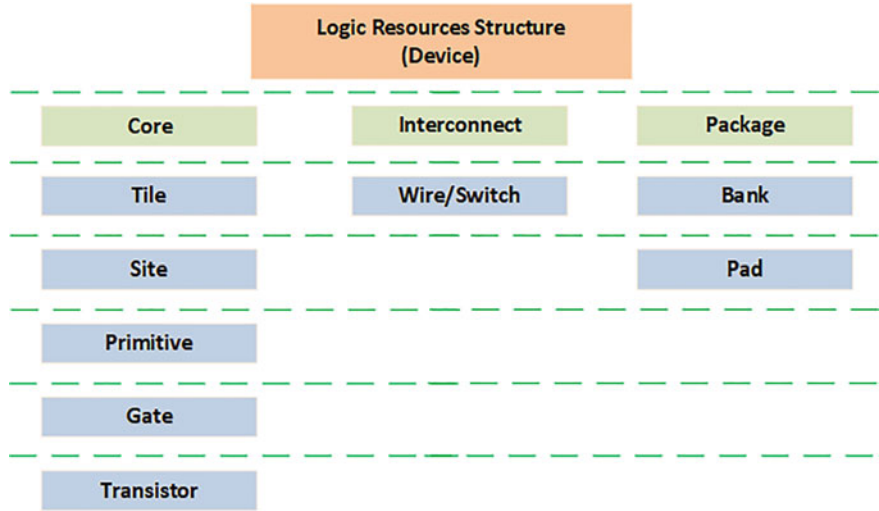 Logic Resources Structure
(Device)
Core
Interconnect
Package
Tile
Wire/Switch
Bank
Site
Pad
Primitive
Gate
Transistor